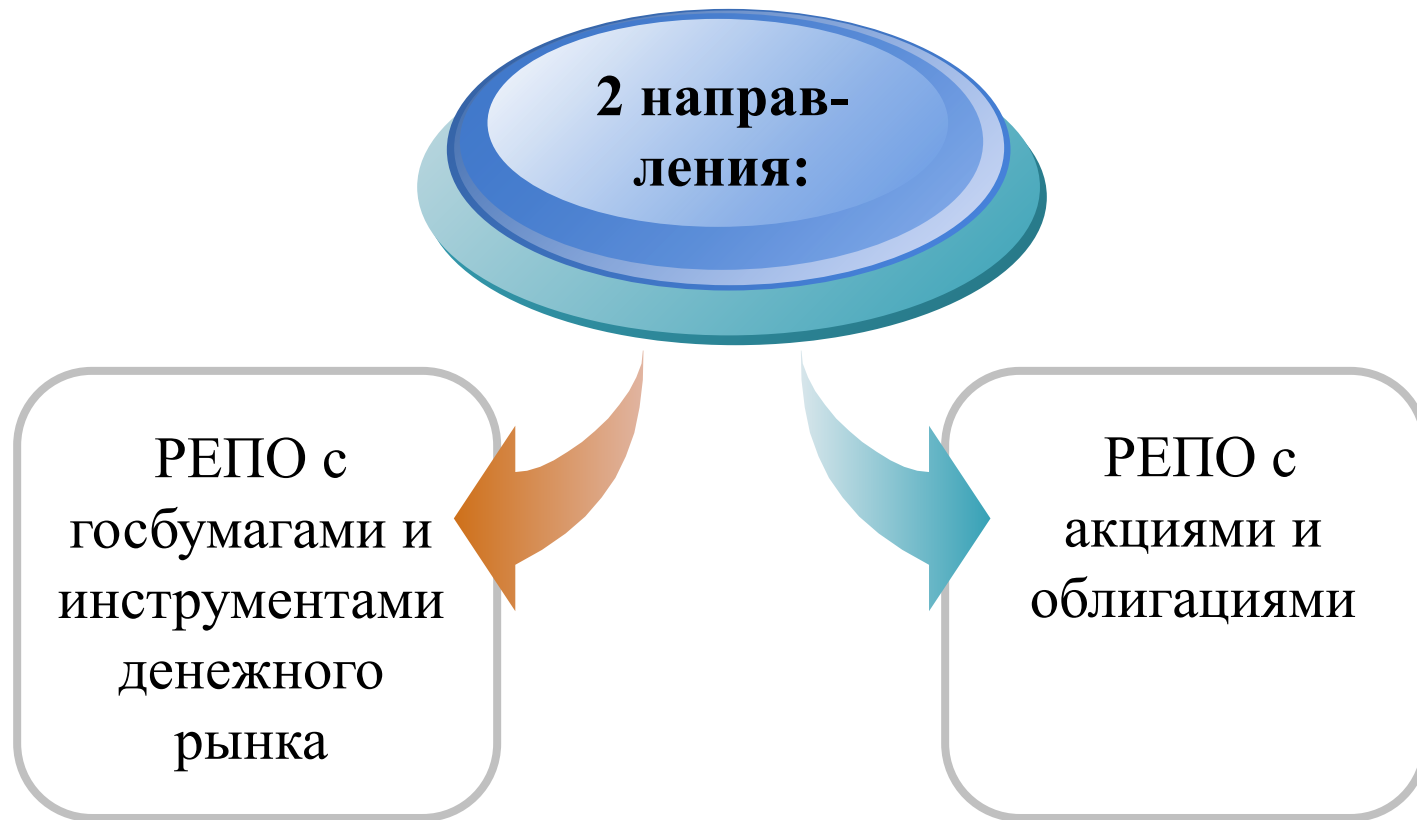 2 направ-
ления:
РЕПО с
госбумагами и
инструментами
денежного
рынка
РЕПО с
акциями и
облигациями